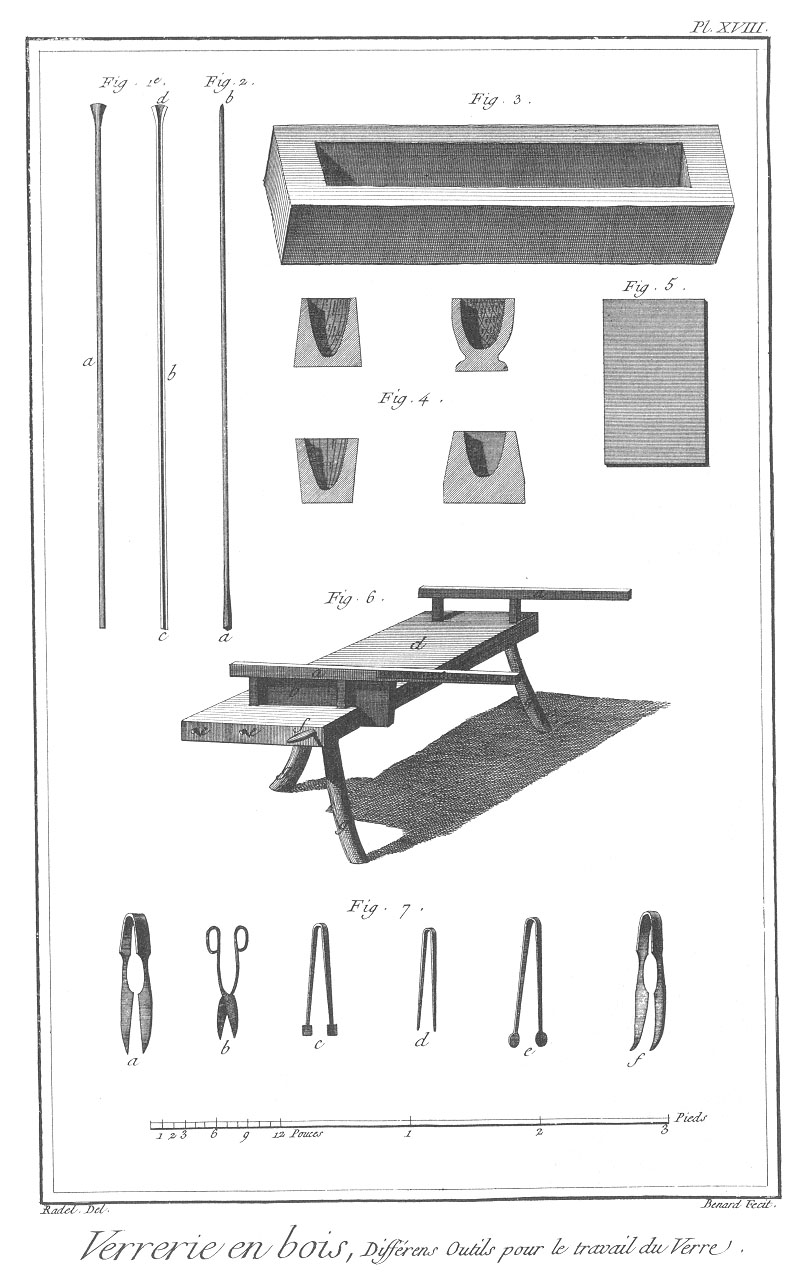 Pl. XVIII.
Fig. 1e. Fig. 2.
d b
Fig. 3.
a b
c a
Fig. 5.
Fig. 4.
Fig. 6.
a
d
a
b
e e f
g
g
Fig. 7.
a b c d e f
1 2 3 6 9 12 Pouces 1 2 3 Pieds
Radel. Del. Benard Fecit.
Verrerie en bois, Différens Outils pour le travail du Verre.